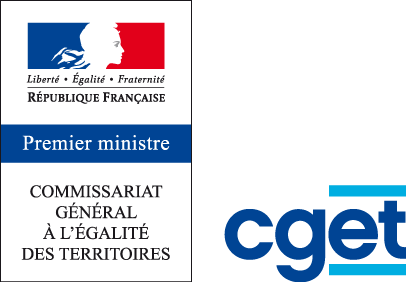 Liberté • Égalité • Fraternité
RÉPUBLIQUE FRANÇAISE
Premier ministre
COMMISSARIAT
GÉNÉRAL
À L'ÉGALITÉ
DES TERRITOIRES
cget